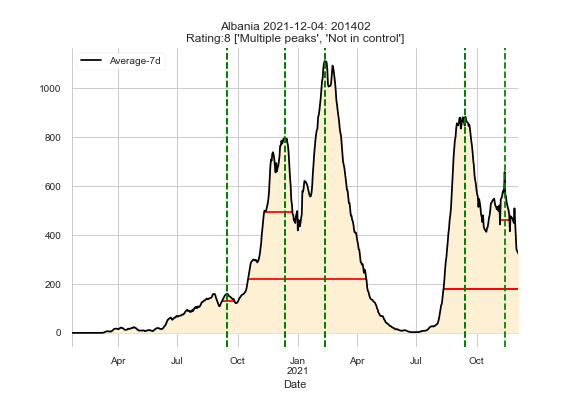 Albania 2021-12-04: 201402
Rating:8 ['Multiple peaks', 'Not in control']
Average-7d
1000
800
600
400
200
0
Apr Jul Oct Jan Apr Jul Oct
2021
Date